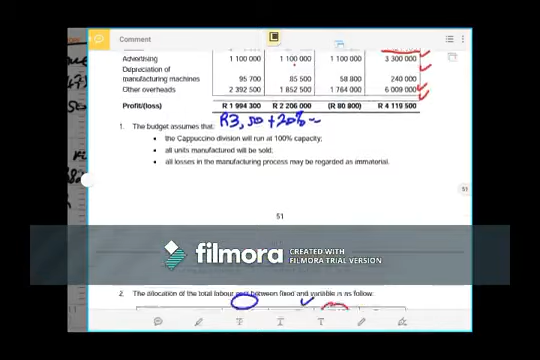 Comment
Advertising 1 100 000 1 100 000 1 100 000 3 300 000
Depreciation of
manufacturing machines 95 700 85 500 58 800 240 000
Other overheads 2 392 500 1 852 500 1 764 000 6 009 000
Profit/(loss) R 1 994 300 R 2 206 000 (R 80 800) R 4 119 500
R3,50 + 20% =
1. The budget assumes that:
• the Cappuccino division will run at 100% capacity;
• all units manufactured will be sold;
• all losses in the manufacturing process may be regarded as immaterial.
51
51
filmora
CREATED WITH
FILMORA TRIAL VERSION
2. The allocation of the total labour cost between fixed and variable is as follow: